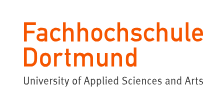 Fachhochschule
Dortmund
University of Applied Sciences and Arts